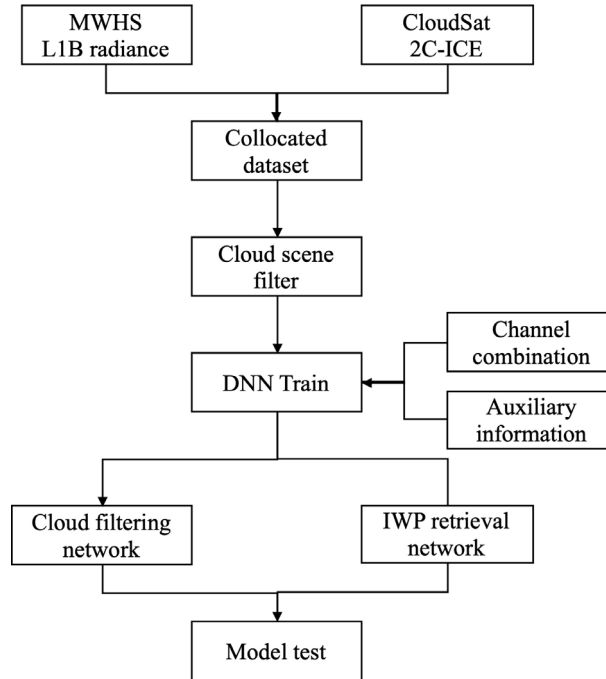 MWHS
L1B radiance
CloudSat
2C-ICE
Collocated
dataset
Cloud scene
filter
Channel
combination
DNN Train
Auxiliary
information
Cloud filtering
network
IWP retrieval
network
Model test